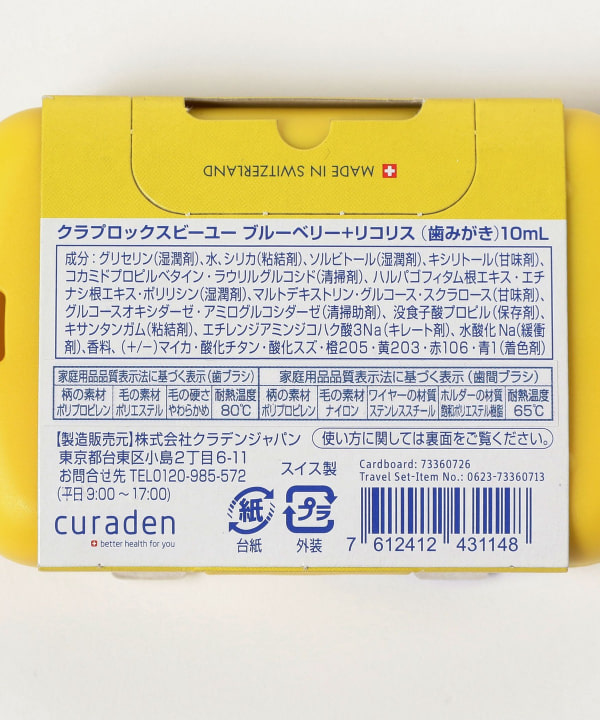 MADE IN SWITZERLAND
クラプロックスビーユー ブルーベリー+リコリス (歯みがき)10mL
成分:グリセリン(湿潤剤)、水、シリカ(粘結剤)、ソルビトール(湿潤剤)、キシリトール(甘味剤)、
コカミドプロピルベタイン・ラウリルグルコシド(清掃剤)、ハルパゴフィタム根エキス・エチ
ナシ根エキス・ポリリシン(湿潤剤)、マルトデキストリン・グルコース・スクラロース(甘味剤)、
グルコースオキシダーゼ・アミログルコシダーゼ(清掃助剤)、没食子酸プロピル(保存剤)、
キサンタンガム(粘結剤)、エチレンジアミンジコハク酸3Na(キレート剤)、水酸化Na(緩衝
剤)、香料、(+/-)マイカ・酸化チタン・酸化スズ・橙205・黄203・赤106・青1(着色剤)
家庭用品品質表示法に基づく表示(歯ブラシ) 家庭用品品質表示法に基づく表示(歯間ブラシ)
柄の素材 毛の素材 毛の硬さ 耐熱温度 柄の素材 毛の素材 ワイヤーの材質 ホルダーの材質 耐熱温度
ポリプロピレン ポリエステル やわらかめ 80℃ ポリプロピレン ナイロン ステンレススチール 飽和ポリエステル樹脂 65℃
【製造販売元】株式会社クラデンジャパン 使い方に関しては裏面をご覧ください。
東京都台東区小島2丁目6-11
お問合せ先 TEL0120-985-572
(平日 9:00~17:00)
スイス製
Cardboard: 73360726
Travel Set-Item No.: 0623-73360713
curaden
better health for you
紙
台紙
プラ
外装
7 612412 431148